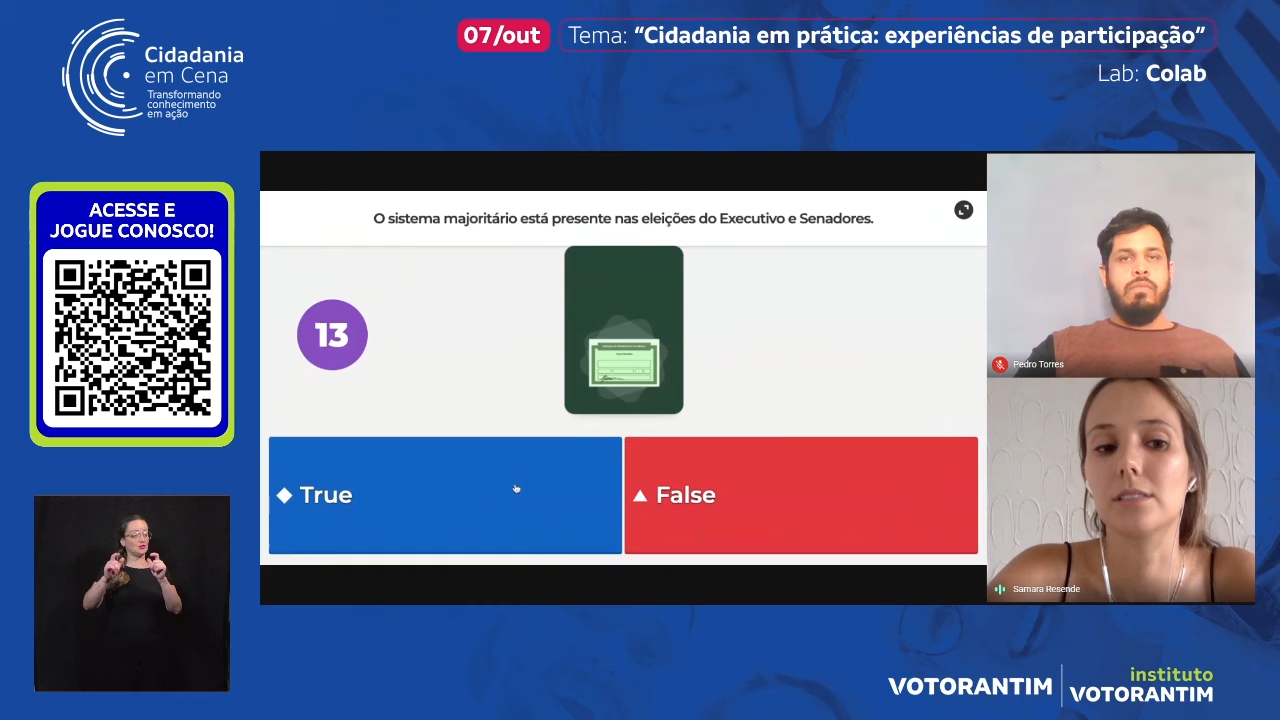 Cidadania
em Cena
Transformando
conhecimento
em ação
07/out
Tema: “Cidadania em prática: experiências de participação”
Lab: Colab
ACESSE E
JOGUE CONOSCO!
O sistema majoritário está presente nas eleições do Executivo e Senadores.
13
True
False
Pedro Torres
Samara Resende
VOTORANTIM
instituto
VOTORANTIM